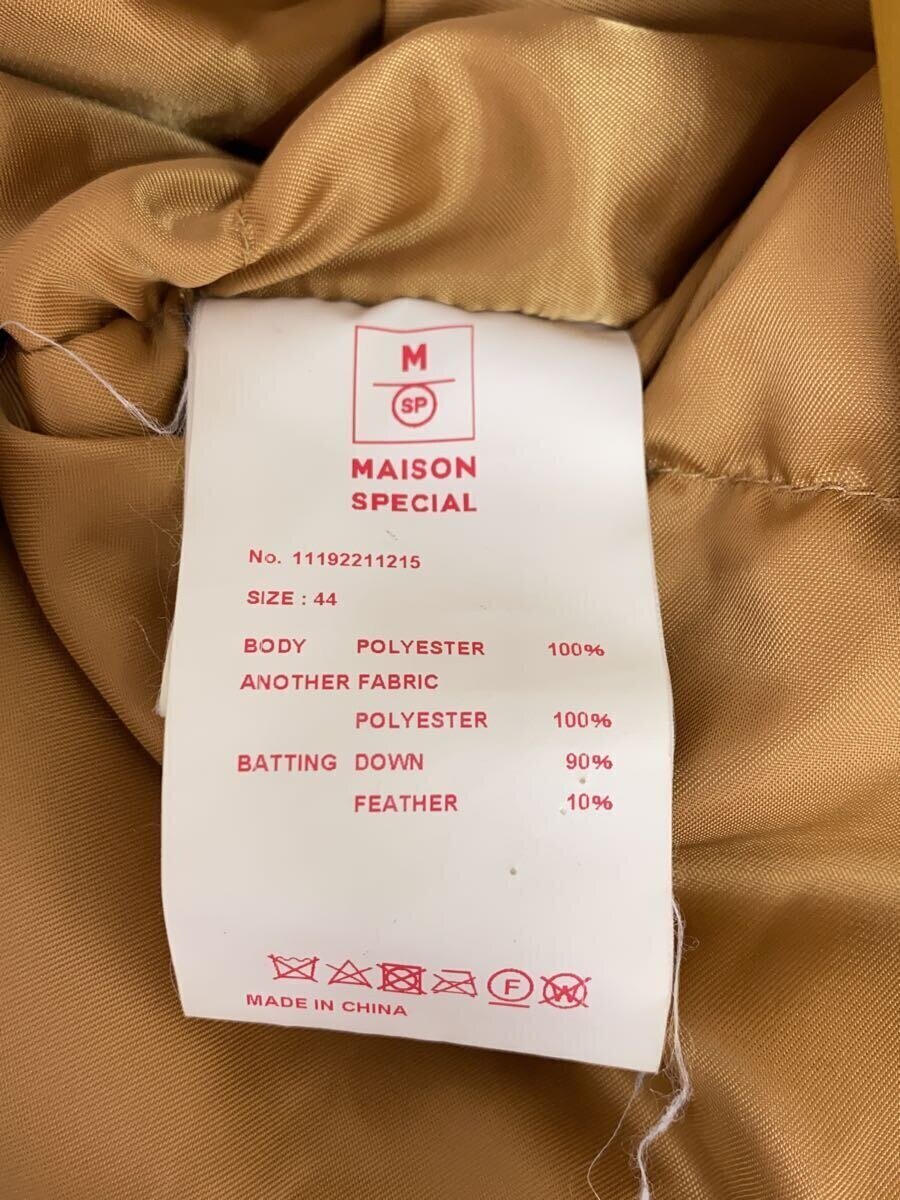 M
SP
MAISON
SPECIAL
No. 11192211215
SIZE : 44
BODY POLYESTER 100%
ANOTHER FABRIC
POLYESTER 100%
BATTING DOWN 90%
FEATHER 10%
F W
MADE IN CHINA